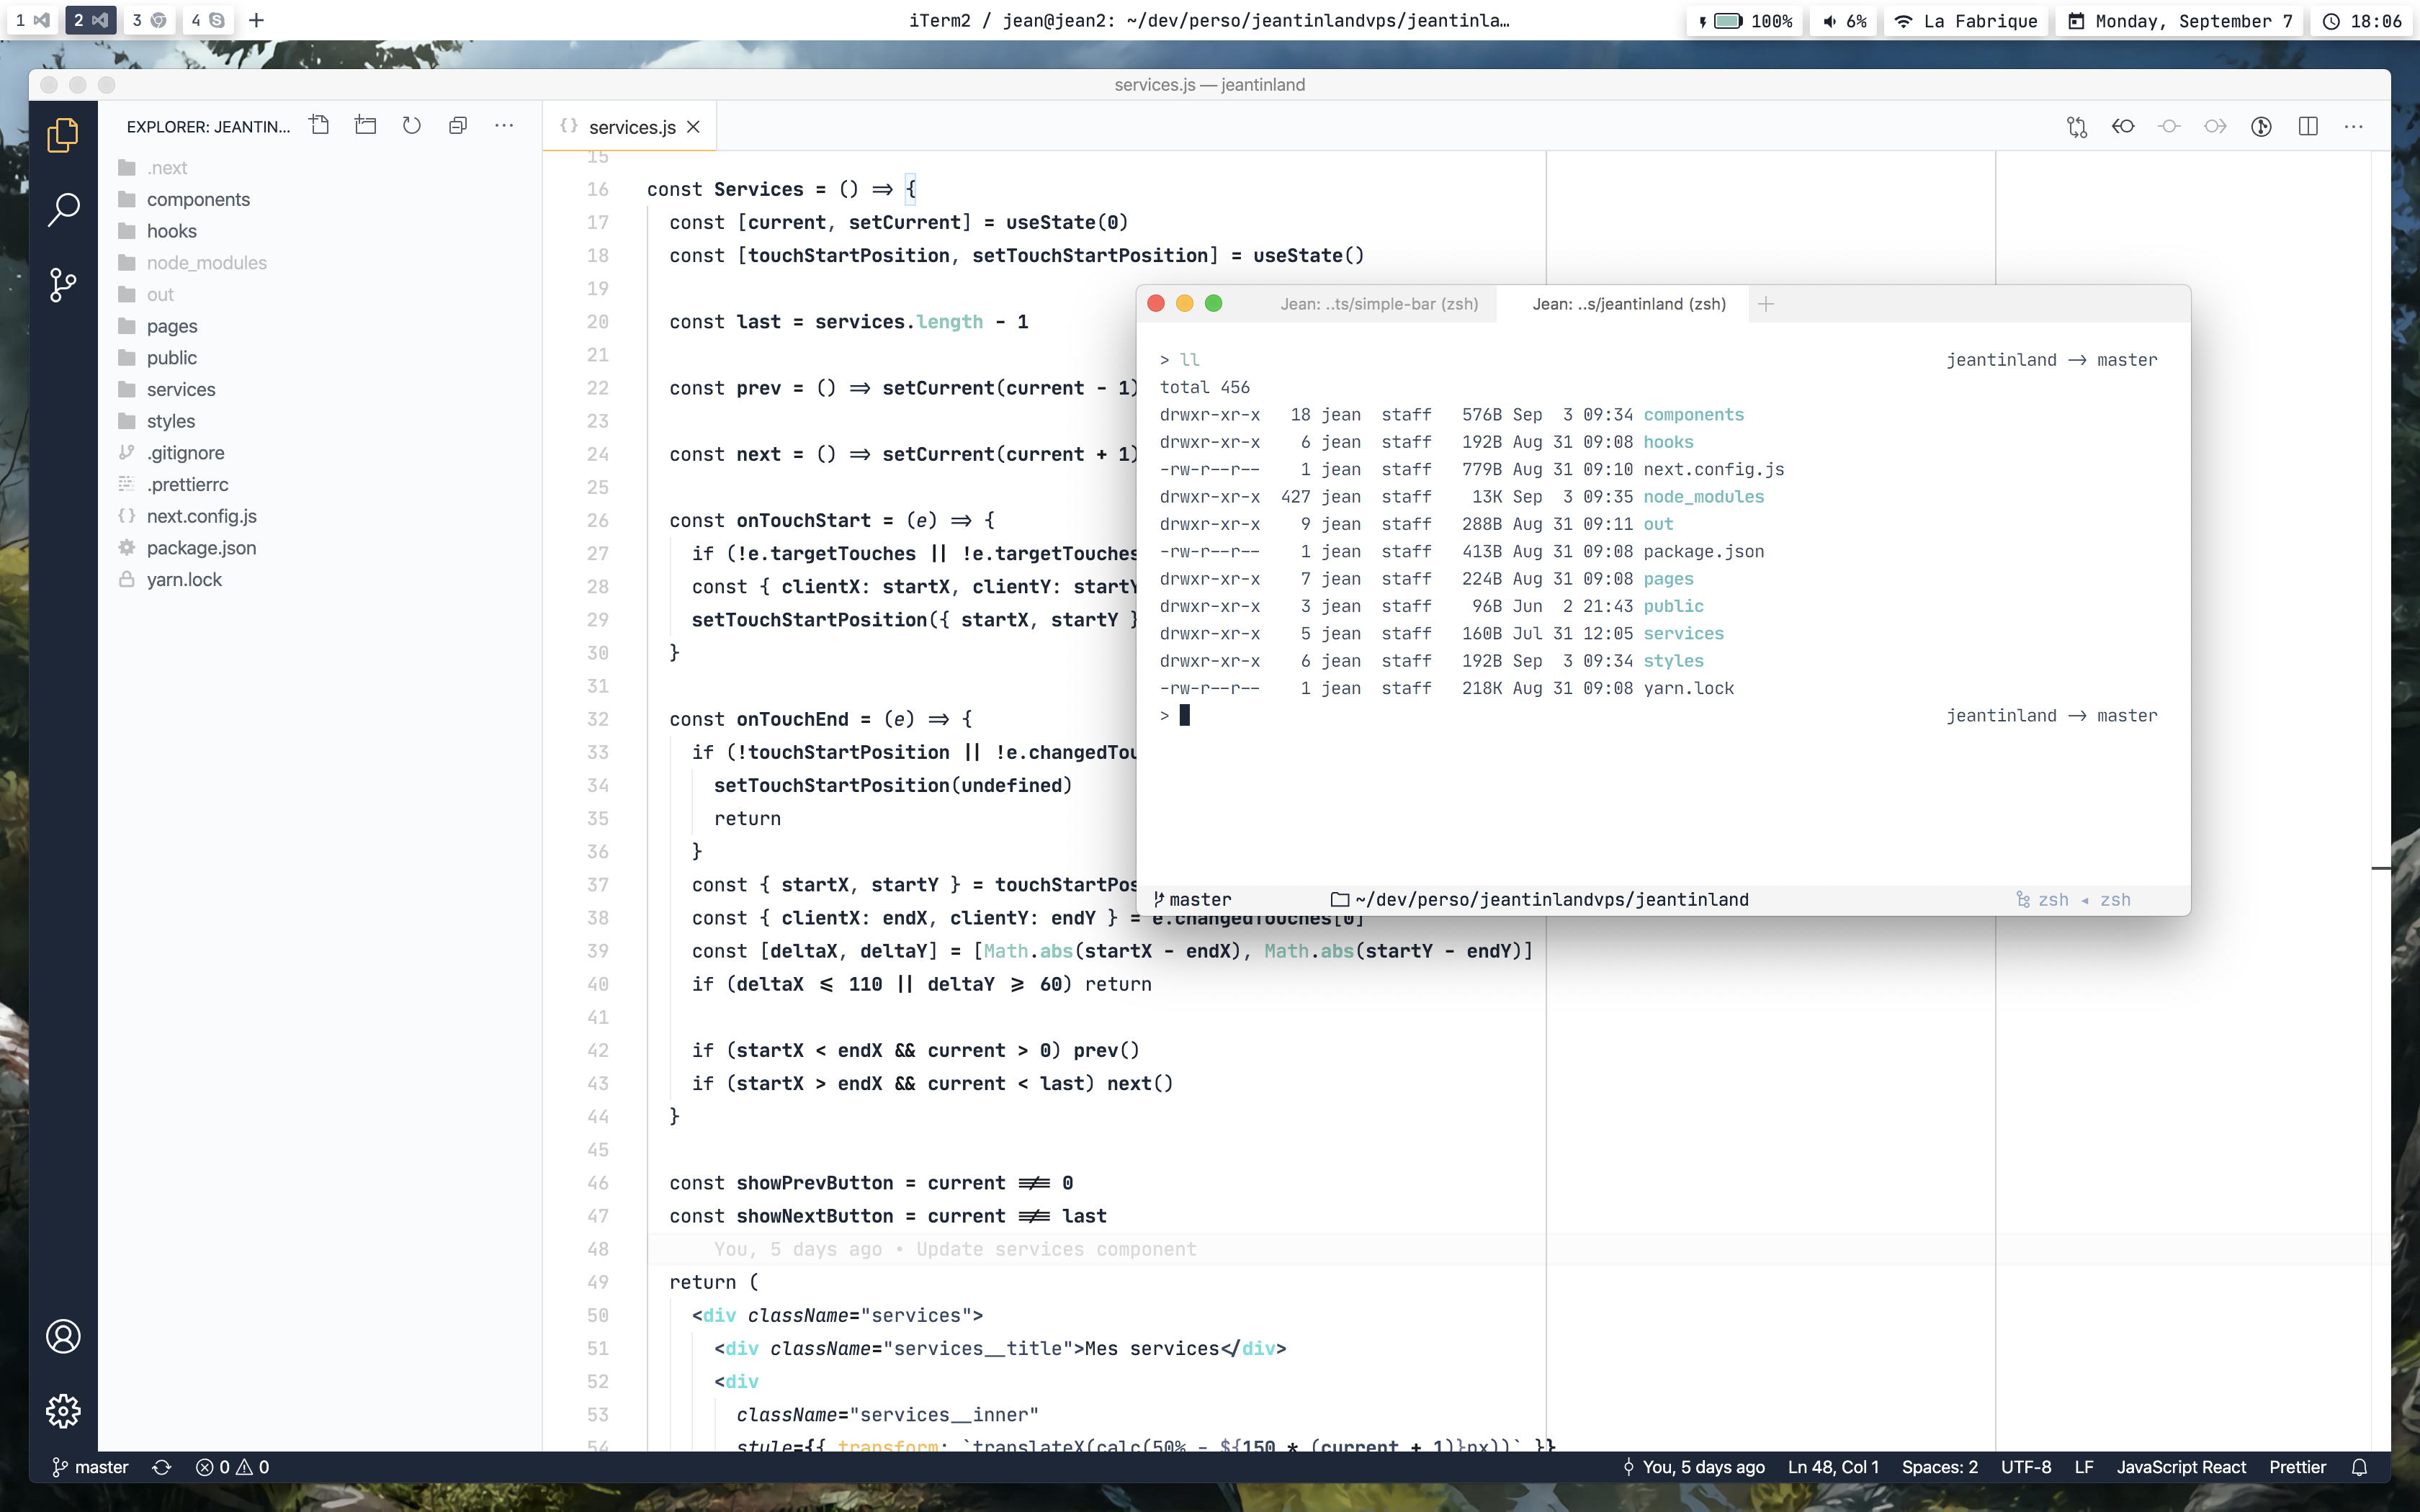 1 2 3 4 +
iTerm2 / jean@jean2: ~/dev/perso/jeantinlandvps/jeantinla…
100% 6% La Fabrique Monday, September 7 18:06
services.js — jeantinland
EXPLORER: JEANTIN...
.next
components
hooks
node_modules
out
pages
public
services
styles
.gitignore
.prettierrc
next.config.js
package.json
yarn.lock
services.js
15
16 const Services = () => {
17 const [current, setCurrent] = useState(0)
18 const [touchStartPosition, setTouchStartPosition] = useState()
19
20 const last = services.length - 1
21
22 const prev = () => setCurrent(current - 1)
23
24 const next = () => setCurrent(current + 1)
25
26 const onTouchStart = (e) => {
27 if (!e.targetTouches || !e.targetTouches
28 const { clientX: startX, clientY: startY
29 setTouchStartPosition({ startX, startY }
30 }
31
32 const onTouchEnd = (e) => {
33 if (!touchStartPosition || !e.changedTou
34 setTouchStartPosition(undefined)
35 return
36 }
37 const { startX, startY } = touchStartPos
38 const { clientX: endX, clientY: endY } = e.changedTouches[0]
39 const [deltaX, deltaY] = [Math.abs(startX - endX), Math.abs(startY - endY)]
40 if (deltaX <= 110 || deltaY >= 60) return
41
42 if (startX < endX && current > 0) prev()
43 if (startX > endX && current < last) next()
44 }
45
46 const showPrevButton = current !== 0
47 const showNextButton = current !== last
48 You, 5 days ago • Update services component
49 return (
50 <div className="services">
51 <div className="services__title">Mes services</div>
52 <div
53 className="services__inner"
54 style={{ transform: `translateX(calc(50% - ${150 * (current + 1)}px))` }}
Jean: ..ts/simple-bar (zsh)
Jean: ..s/jeantinland (zsh)
> ll jeantinland → master
total 456
drwxr-xr-x 18 jean staff 576B Sep 3 09:34 components
drwxr-xr-x 6 jean staff 192B Aug 31 09:08 hooks
-rw-r--r-- 1 jean staff 779B Aug 31 09:10 next.config.js
drwxr-xr-x 427 jean staff 13K Sep 3 09:35 node_modules
drwxr-xr-x 9 jean staff 288B Aug 31 09:11 out
-rw-r--r-- 1 jean staff 413B Aug 31 09:08 package.json
drwxr-xr-x 7 jean staff 224B Aug 31 09:08 pages
drwxr-xr-x 3 jean staff 96B Jun 2 21:43 public
drwxr-xr-x 5 jean staff 160B Jul 31 12:05 services
drwxr-xr-x 6 jean staff 192B Sep 3 09:34 styles
-rw-r--r-- 1 jean staff 218K Aug 31 09:08 yarn.lock
> jeantinland → master
master ~/dev/perso/jeantinlandvps/jeantinland zsh ◂ zsh
master 0 0 You, 5 days ago Ln 48, Col 1 Spaces: 2 UTF-8 LF JavaScript React Prettier